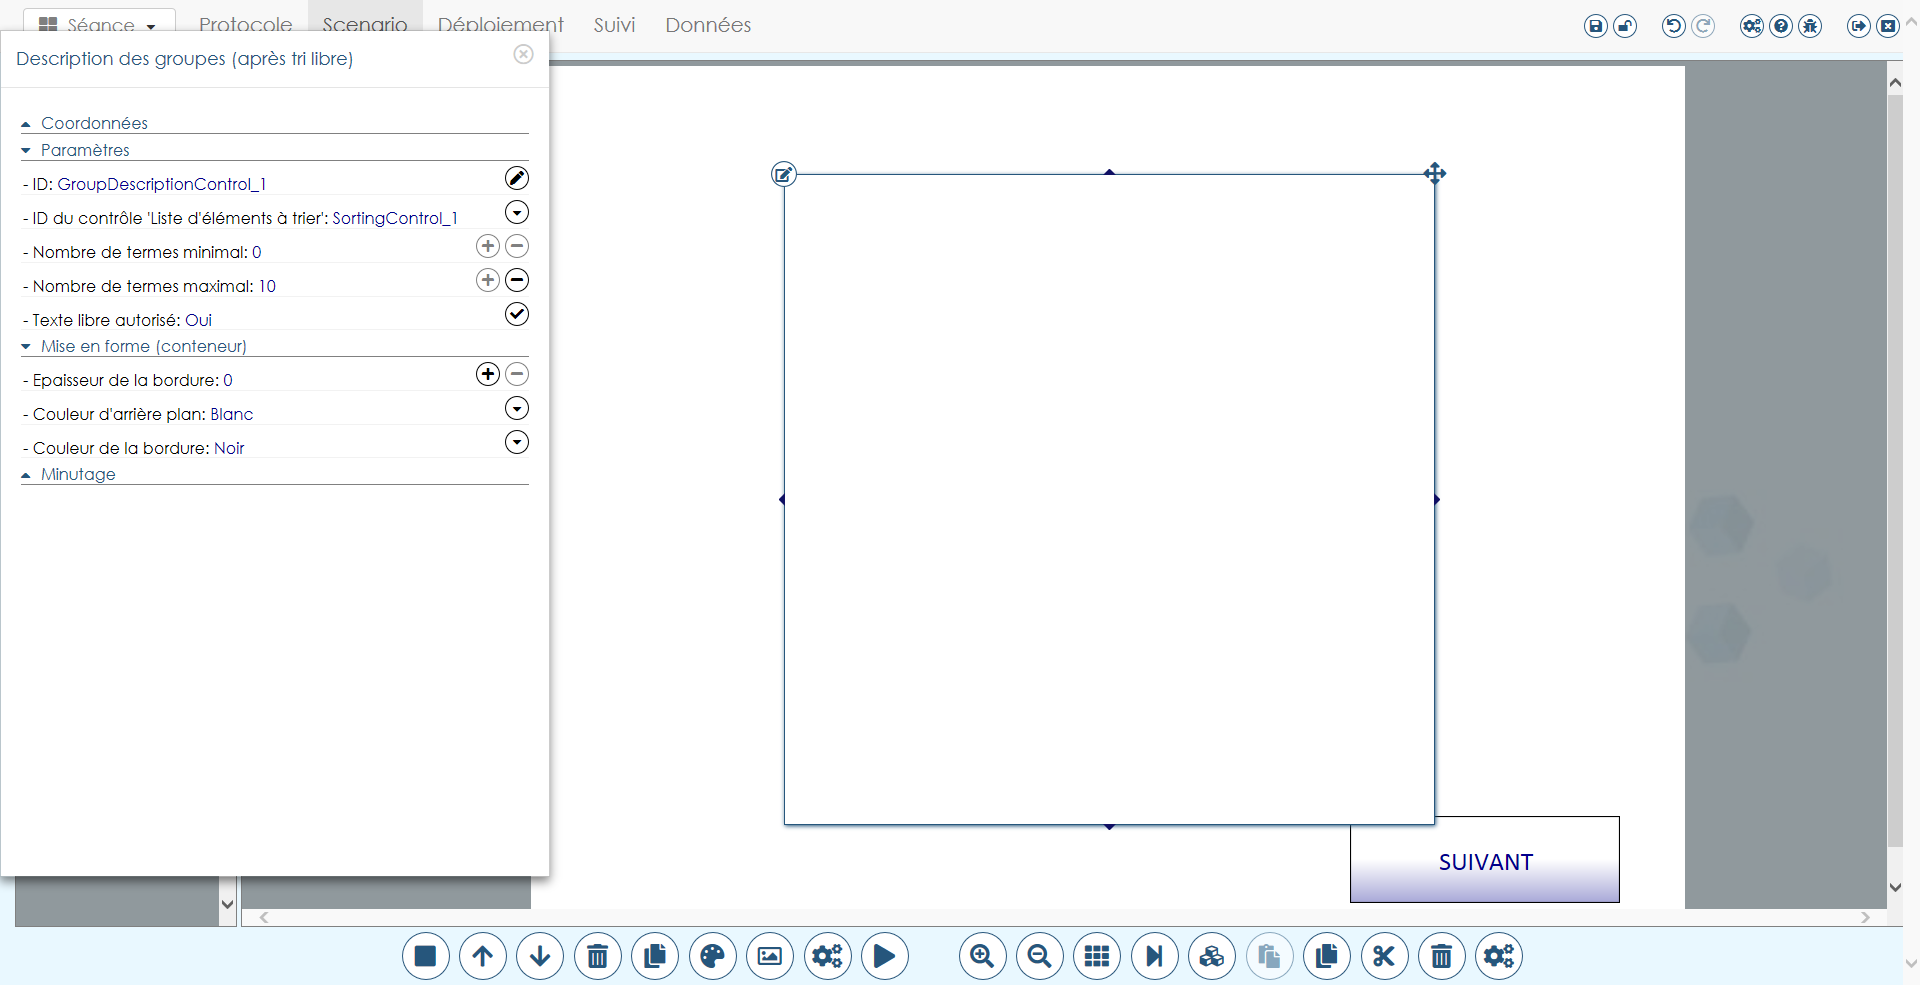 Séance
Protocole
Scenario
Déploiement
Suivi
Données
Description des groupes (après tri libre)
Coordonnées
Paramètres
- ID: GroupDescriptionControl_1
- ID du contrôle 'Liste d'éléments à trier': SortingControl_1
- Nombre de termes minimal: 0
- Nombre de termes maximal: 10
- Texte libre autorisé: Oui
Mise en forme (conteneur)
- Epaisseur de la bordure: 0
- Couleur d'arrière plan: Blanc
- Couleur de la bordure: Noir
Minutage
SUIVANT